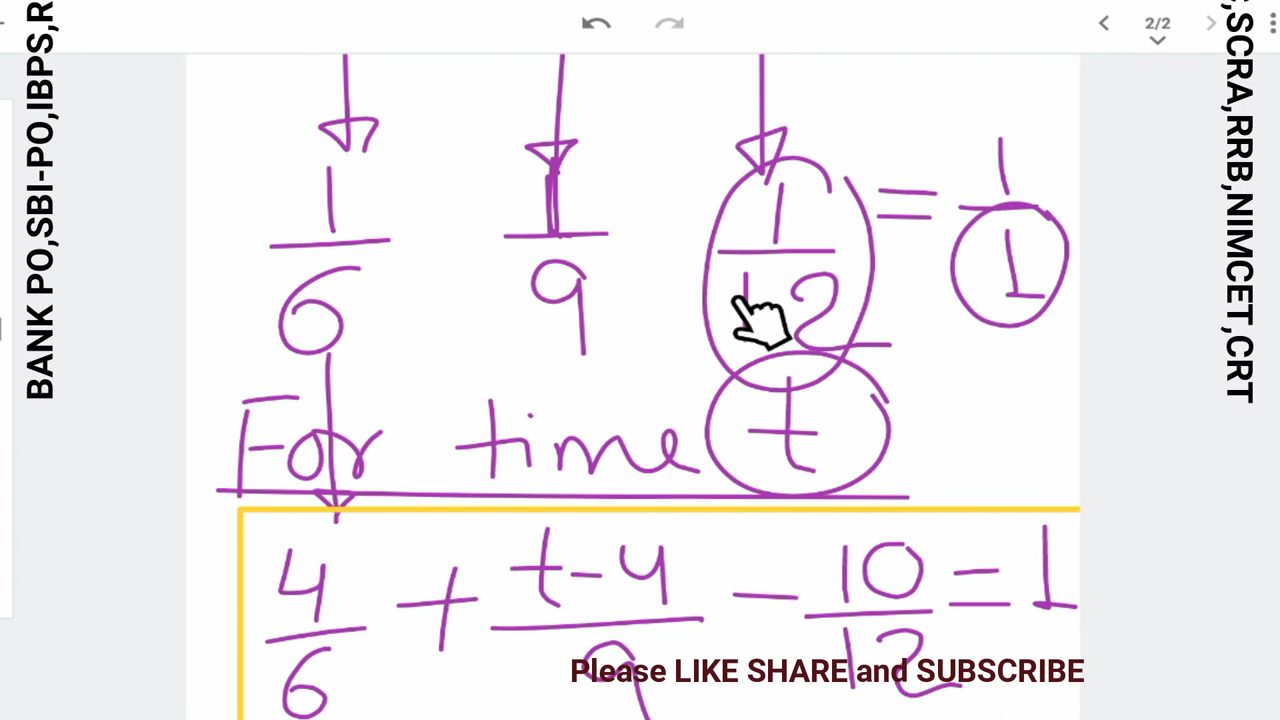 2/2
BANK PO,SBI-PO,IBPS,R
,SCRA,RRB,NIMCET,CRT
1/6 1/9 1/12 = 1/1
For time t
4/6 + t-4/9 - 10/12 = 1
Please LIKE SHARE and SUBSCRIBE